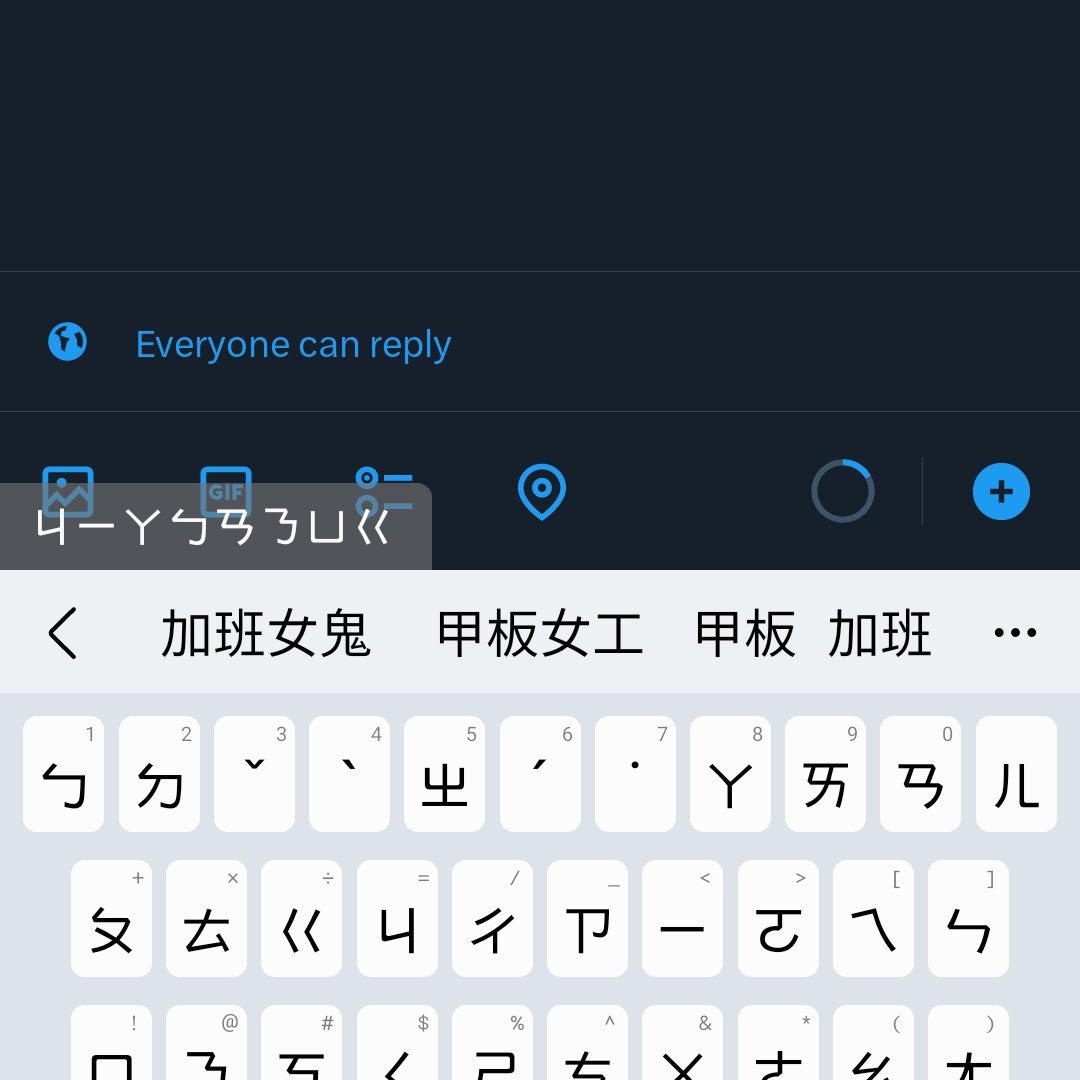 Everyone can reply
GIF
ㄐㄧㄚㄅㄢㄋㄩㄍ
加班女鬼 甲板女工 甲板 加班 •••
1 2 3 4 5 6 7 8 9 0
ㄅ ㄉ ˇ ˋ ㄓ ˊ ˙ ㄚ ㄞ ㄢ ㄦ
+ × ÷ = / _ < > [ ]
ㄆ ㄊ ㄍ ㄐ ㄔ ㄗ ㄧ ㄛ ㄟ ㄣ
! @ # $ % ^ & * ( )
ㄇ ㄋ ㄎ ㄑ ㄕ ㄘ ㄨ ㄜ ㄠ ㄤ